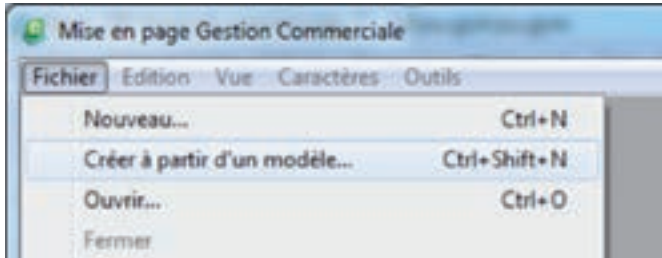 Mise en page Gestion Commerciale
Fichier Edition Vue Caractères Outils
Nouveau... Ctrl+N
Créer à partir d'un modèle... Ctrl+Shift+N
Ouvrir... Ctrl+O
Fermer